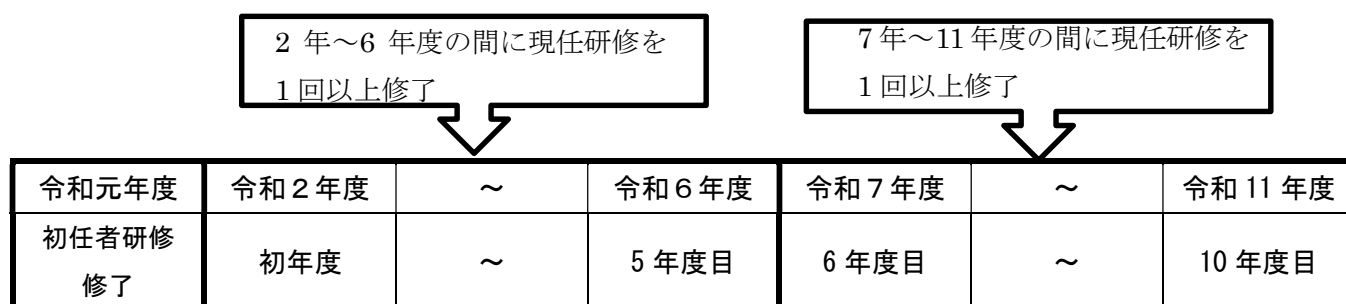 2 年～6 年度の間に現任研修を
1 回以上修了
7 年～11 年度の間に現任研修を
1 回以上修了
令和元年度 令和２年度 ～ 令和６年度 令和７年度 ～ 令和 11 年度
初任者研修
修了 初年度 ～ 5 年度目 6 年度目 ～ 10 年度目